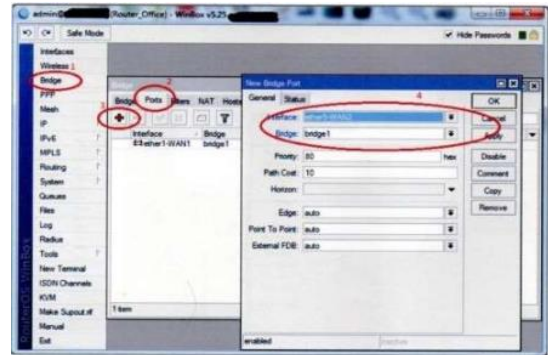 admin@ (Router_Office) - WinBox v5.25
Safe Mode
Hide Passwords
Interfaces
Wireless 1
Bridge
PPP
Mesh
IP
IPv6
MPLS
Routing
System
Queues
Files
Log
Radius
Tools
New Terminal
ISDN Channels
KVM
Make Supout.rif
Manual
Exit
RouterOS WinBox
Bridge
2
Bridge Ports Filters NAT Hosts
3
Interface Bridge
ether1-WAN1 bridge1
1 item
New Bridge Port
General Status
4
Interface: ether5-WAN2
Bridge: bridge1
Priority: 80 hex
Path Cost: 10
Horizon:
Edge: auto
Point To Point: auto
External FDB: auto
OK
Cancel
Apply
Disable
Comment
Copy
Remove
enabled inactive